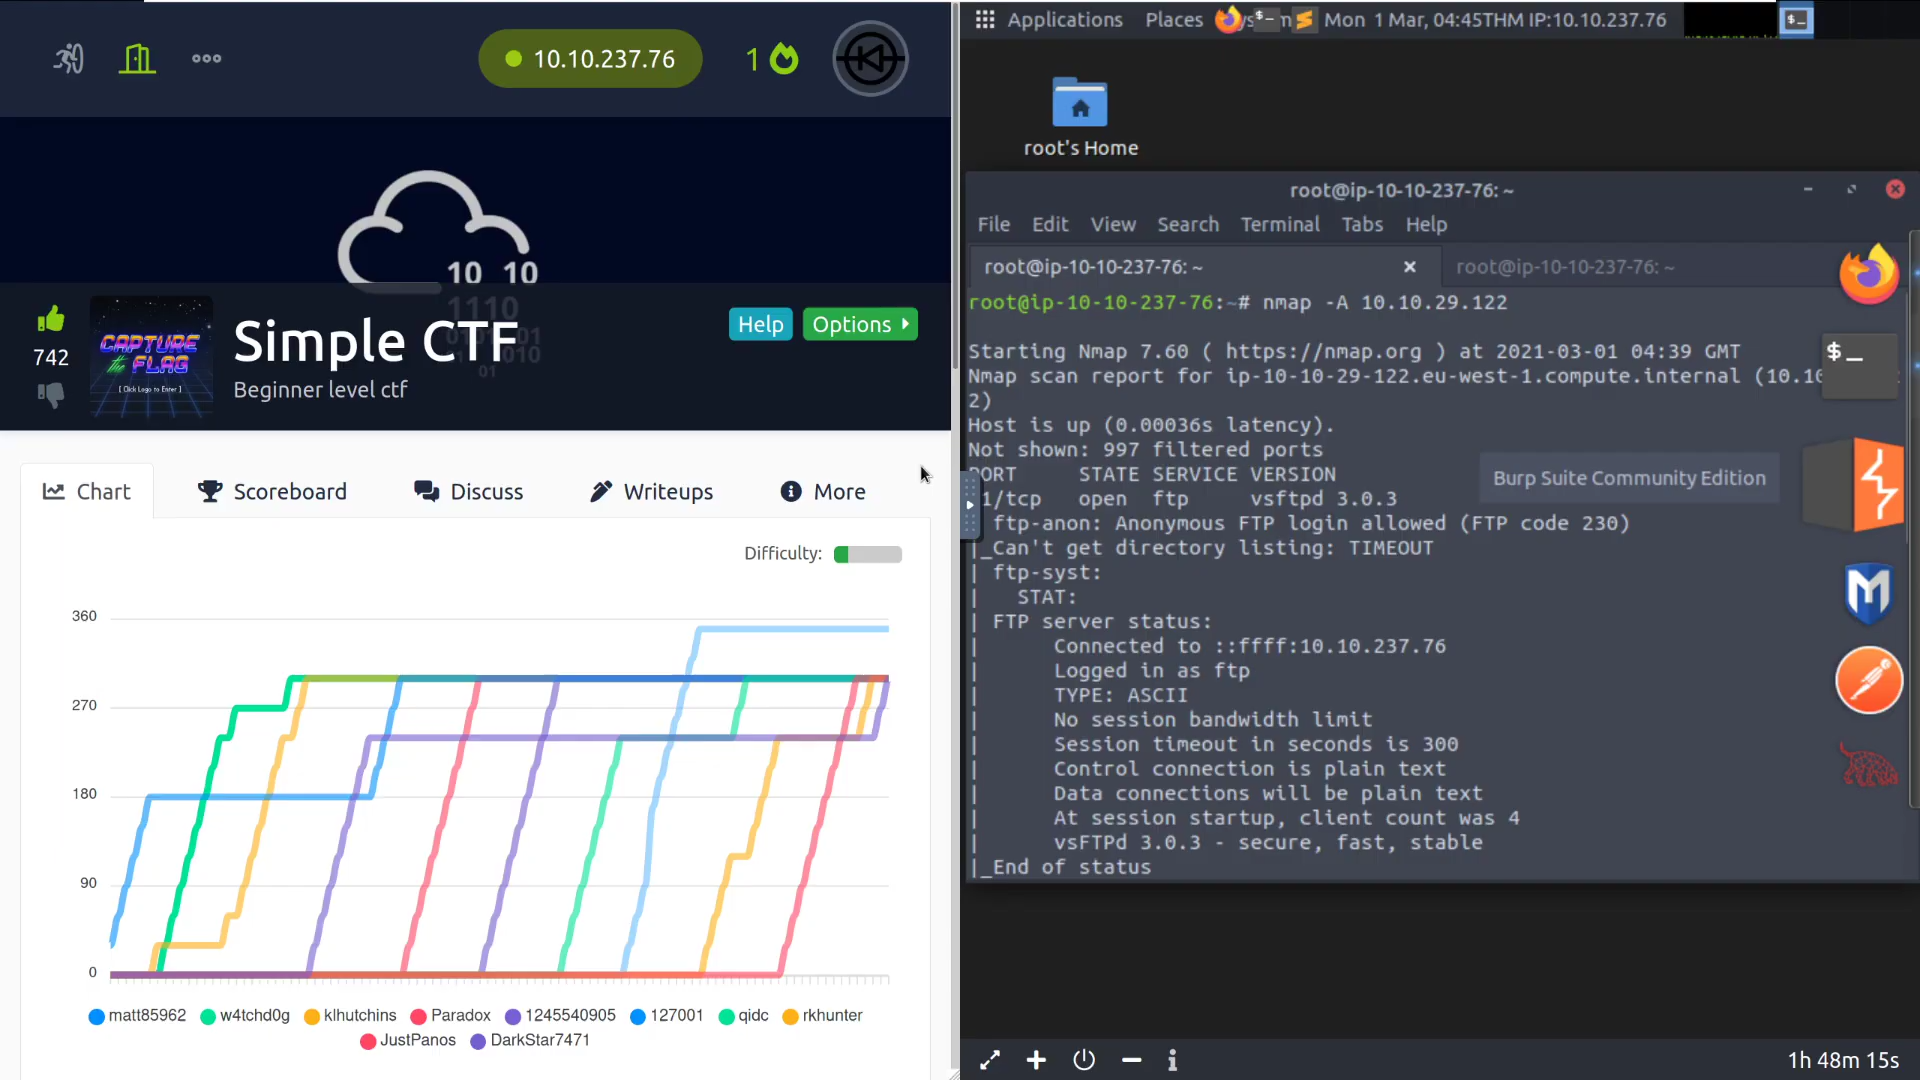 10.10.237.76
1
10 10
1110
742
CAPTURE
the FLAG
[ Click Logo to Enter ]
Simple CTF
Beginner level ctf
Help
Options
Chart
Scoreboard
Discuss
Writeups
More
Difficulty:
360
270
180
90
0
matt85962
w4tchd0g
klhutchins
Paradox
1245540905
127001
qidc
rkhunter
JustPanos
DarkStar7471
Applications
Places
Mon 1 Mar, 04:45
THM IP:10.10.237.76
root's Home
root@ip-10-10-237-76: ~
File Edit View Search Terminal Tabs Help
root@ip-10-10-237-76: ~
root@ip-10-10-237-76: ~
root@ip-10-10-237-76:~# nmap -A 10.10.29.122
Starting Nmap 7.60 ( https://nmap.org ) at 2021-03-01 04:39 GMT
Nmap scan report for ip-10-10-29-122.eu-west-1.compute.internal (10.10
2)
Host is up (0.00036s latency).
Not shown: 997 filtered ports
PORT STATE SERVICE VERSION
1/tcp open ftp vsftpd 3.0.3
ftp-anon: Anonymous FTP login allowed (FTP code 230)
|_Can't get directory listing: TIMEOUT
| ftp-syst:
| STAT:
| FTP server status:
| Connected to ::ffff:10.10.237.76
| Logged in as ftp
| TYPE: ASCII
| No session bandwidth limit
| Session timeout in seconds is 300
| Control connection is plain text
| Data connections will be plain text
| At session startup, client count was 4
| vsFTPd 3.0.3 - secure, fast, stable
|_End of status
Burp Suite Community Edition
1h 48m 15s